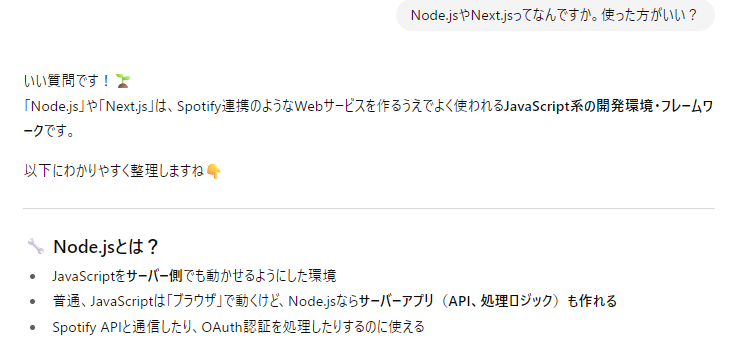 Node.jsやNext.jsってなんですか。使った方がいい？
いい質問です！🌱
「Node.js」や「Next.js」は、Spotify連携のようなWebサービスを作るうえでよく使われるJavaScript系の開発環境・フレームワ
ークです。
以下にわかりやすく整理しますね👇
🔧 Node.jsとは？
• JavaScriptをサーバー側でも動かせるようにした環境
• 普通、JavaScriptは「ブラウザ」で動くけど、Node.jsならサーバーアプリ（API、処理ロジック）も作れる
• Spotify APIと通信したり、OAuth認証を処理したりするのに使える